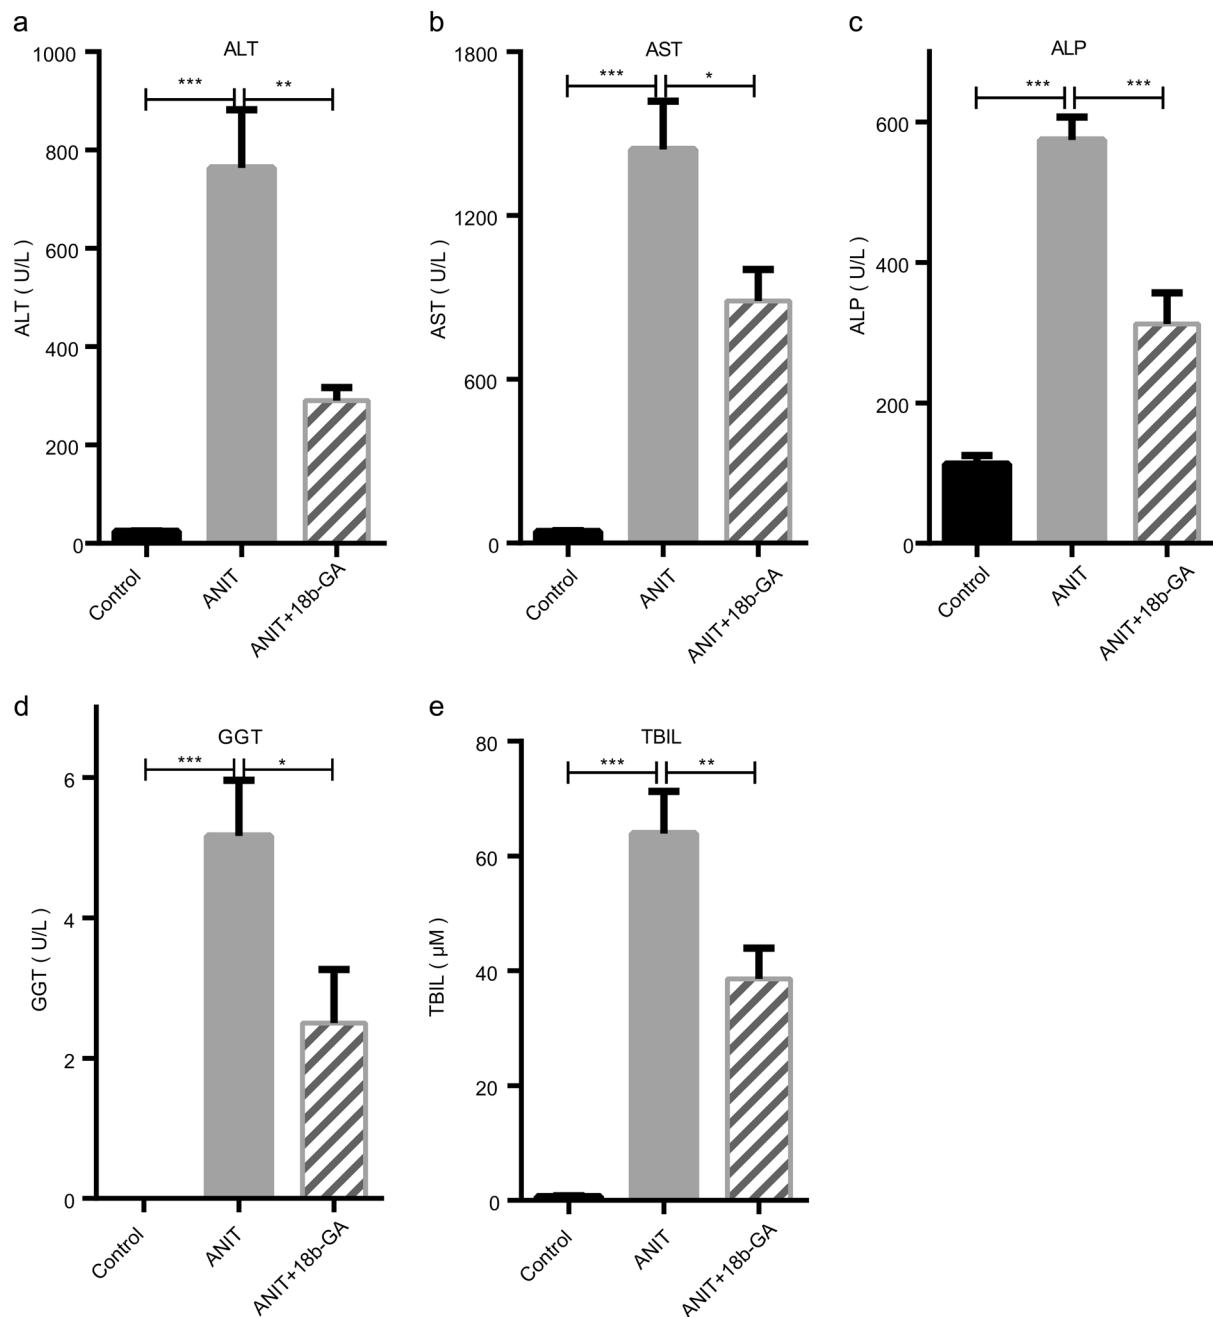 a
ALT
1000
800
600
400
200
0
ALT ( U/L )
***
**
Control
ANIT
ANIT+18b-GA
b
AST
1800
1200
600
0
AST ( U/L )
***
*
Control
ANIT
ANIT+18b-GA
c
ALP
600
400
200
0
ALP ( U/L )
***
***
Control
ANIT
ANIT+18b-GA
d
GGT
6
4
2
0
GGT ( U/L )
***
*
Control
ANIT
ANIT+18b-GA
e
TBIL
80
60
40
20
0
TBIL ( µM )
***
**
Control
ANIT
ANIT+18b-GA